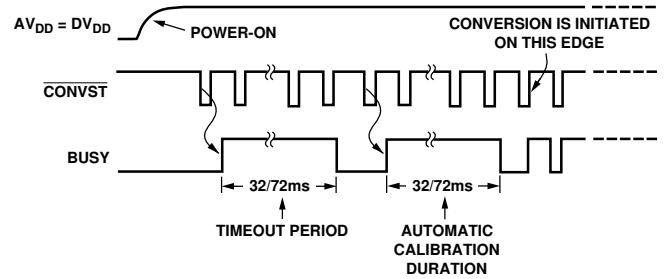 AVDD = DVDD
POWER-ON
CONVERSION IS INITIATED
ON THIS EDGE
CONVST
BUSY
32/72ms
32/72ms
TIMEOUT PERIOD
AUTOMATIC
CALIBRATION
DURATION